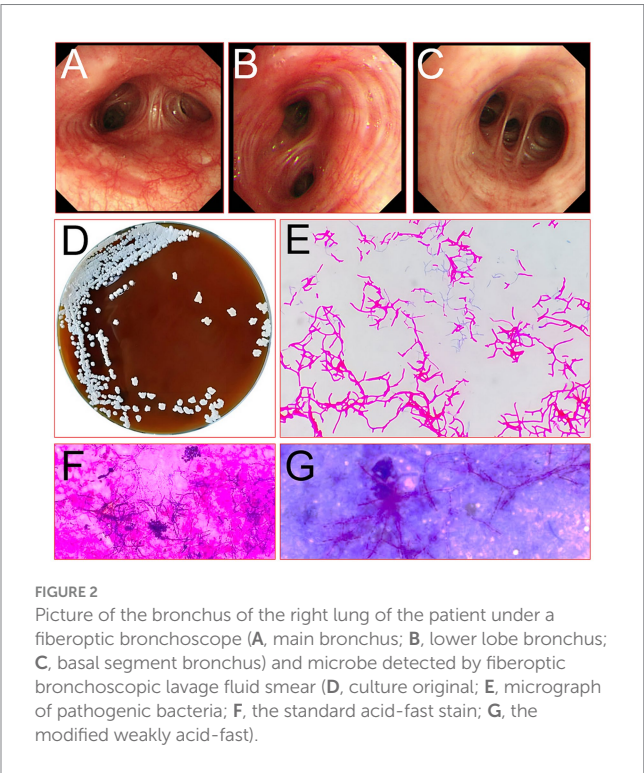 A
B
C
D
E
F
G
FIGURE 2
Picture of the bronchus of the right lung of the patient under a
fiberoptic bronchoscope (A, main bronchus; B, lower lobe bronchus;
C, basal segment bronchus) and microbe detected by fiberoptic
bronchoscopic lavage fluid smear (D, culture original; E, micrograph
of pathogenic bacteria; F, the standard acid-fast stain; G, the
modified weakly acid-fast).